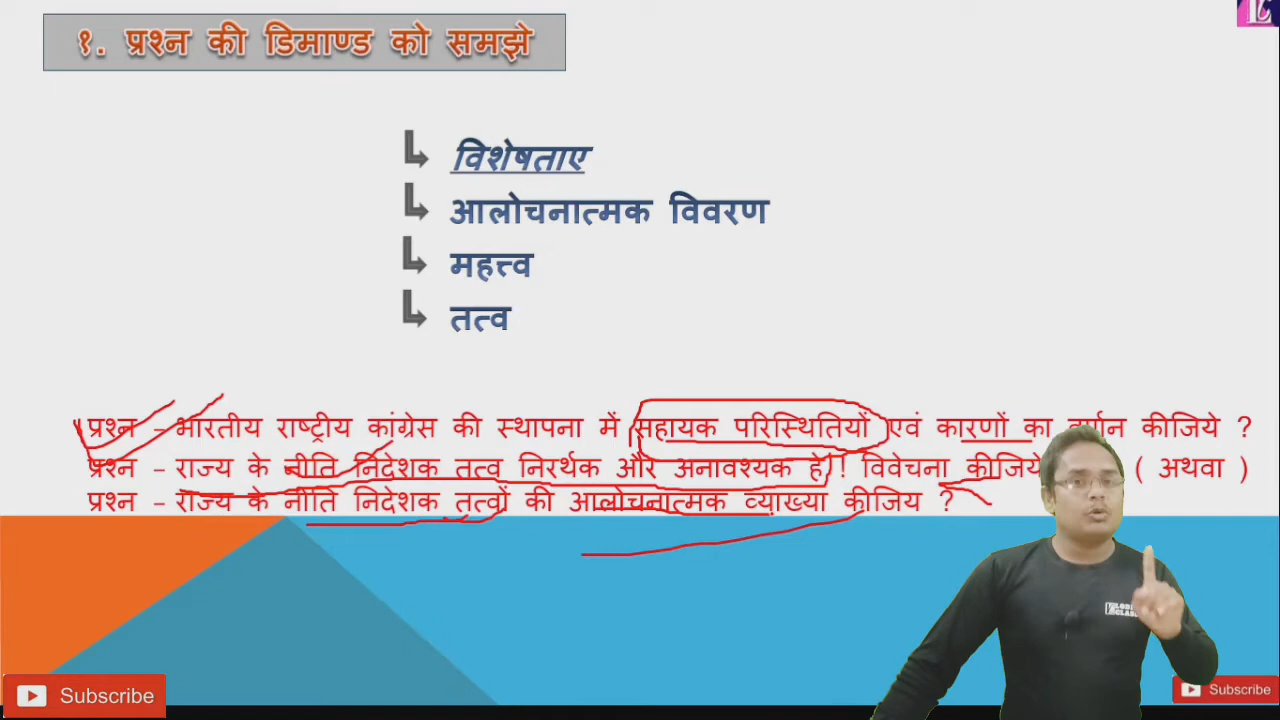 १. प्रश्न की डिमाण्ड को समझे
विशेषताए
आलोचनात्मक विवरण
महत्त्व
तत्व
प्रश्न - भारतीय राष्ट्रीय कांग्रेस की स्थापना में सहायक परिस्थितियों एवं कारणों का वर्णन कीजिये ?
प्रश्न - राज्य के नीति निदेशक तत्व निरर्थक और अनावश्यक हे ! विवेचना कीजिये ( अथवा )
प्रश्न - राज्य के नीति निदेशक तत्वों की आलोचनात्मक व्याख्या कीजिय ?
Subscribe
Subscribe